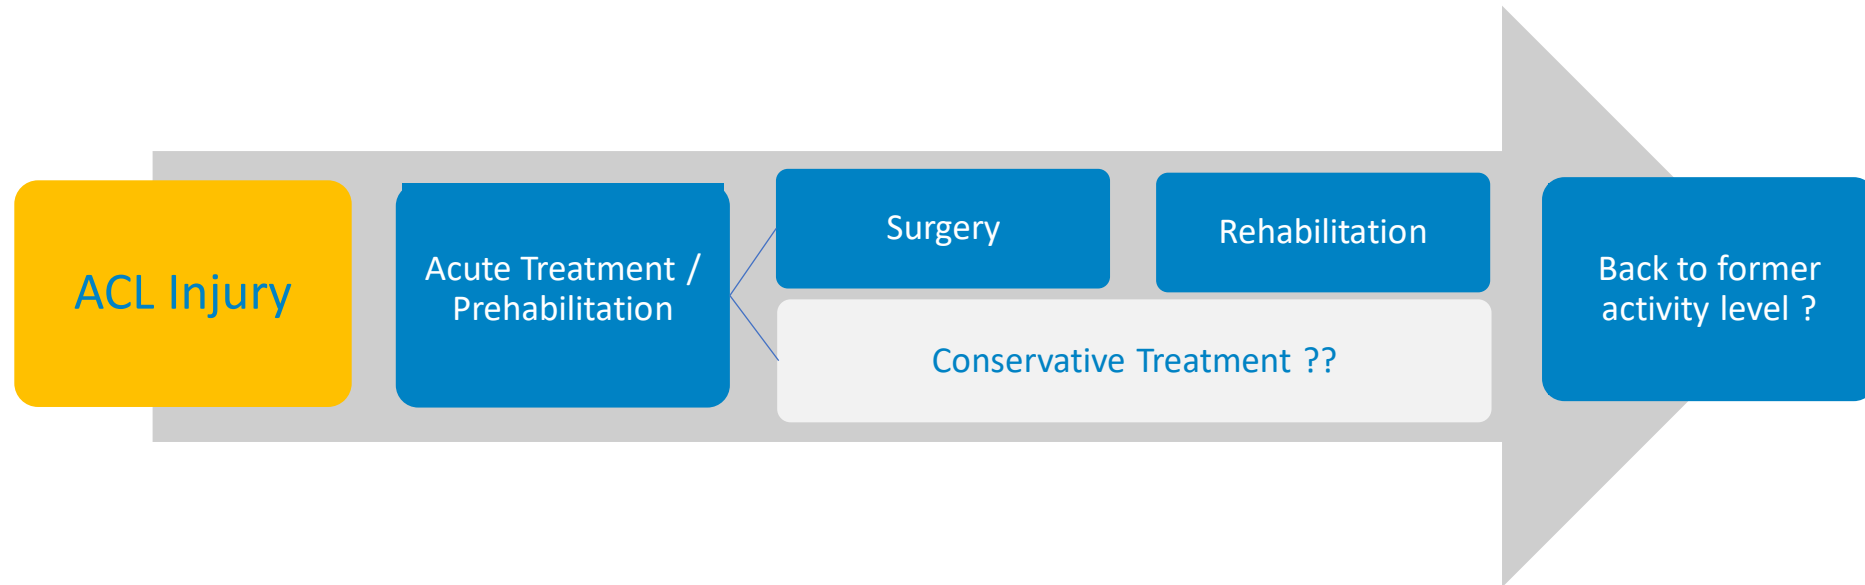 ACL Injury
Acute Treatment /
Prehabilitation
Surgery
Rehabilitation
Conservative Treatment ??
Back to former
activity level ?